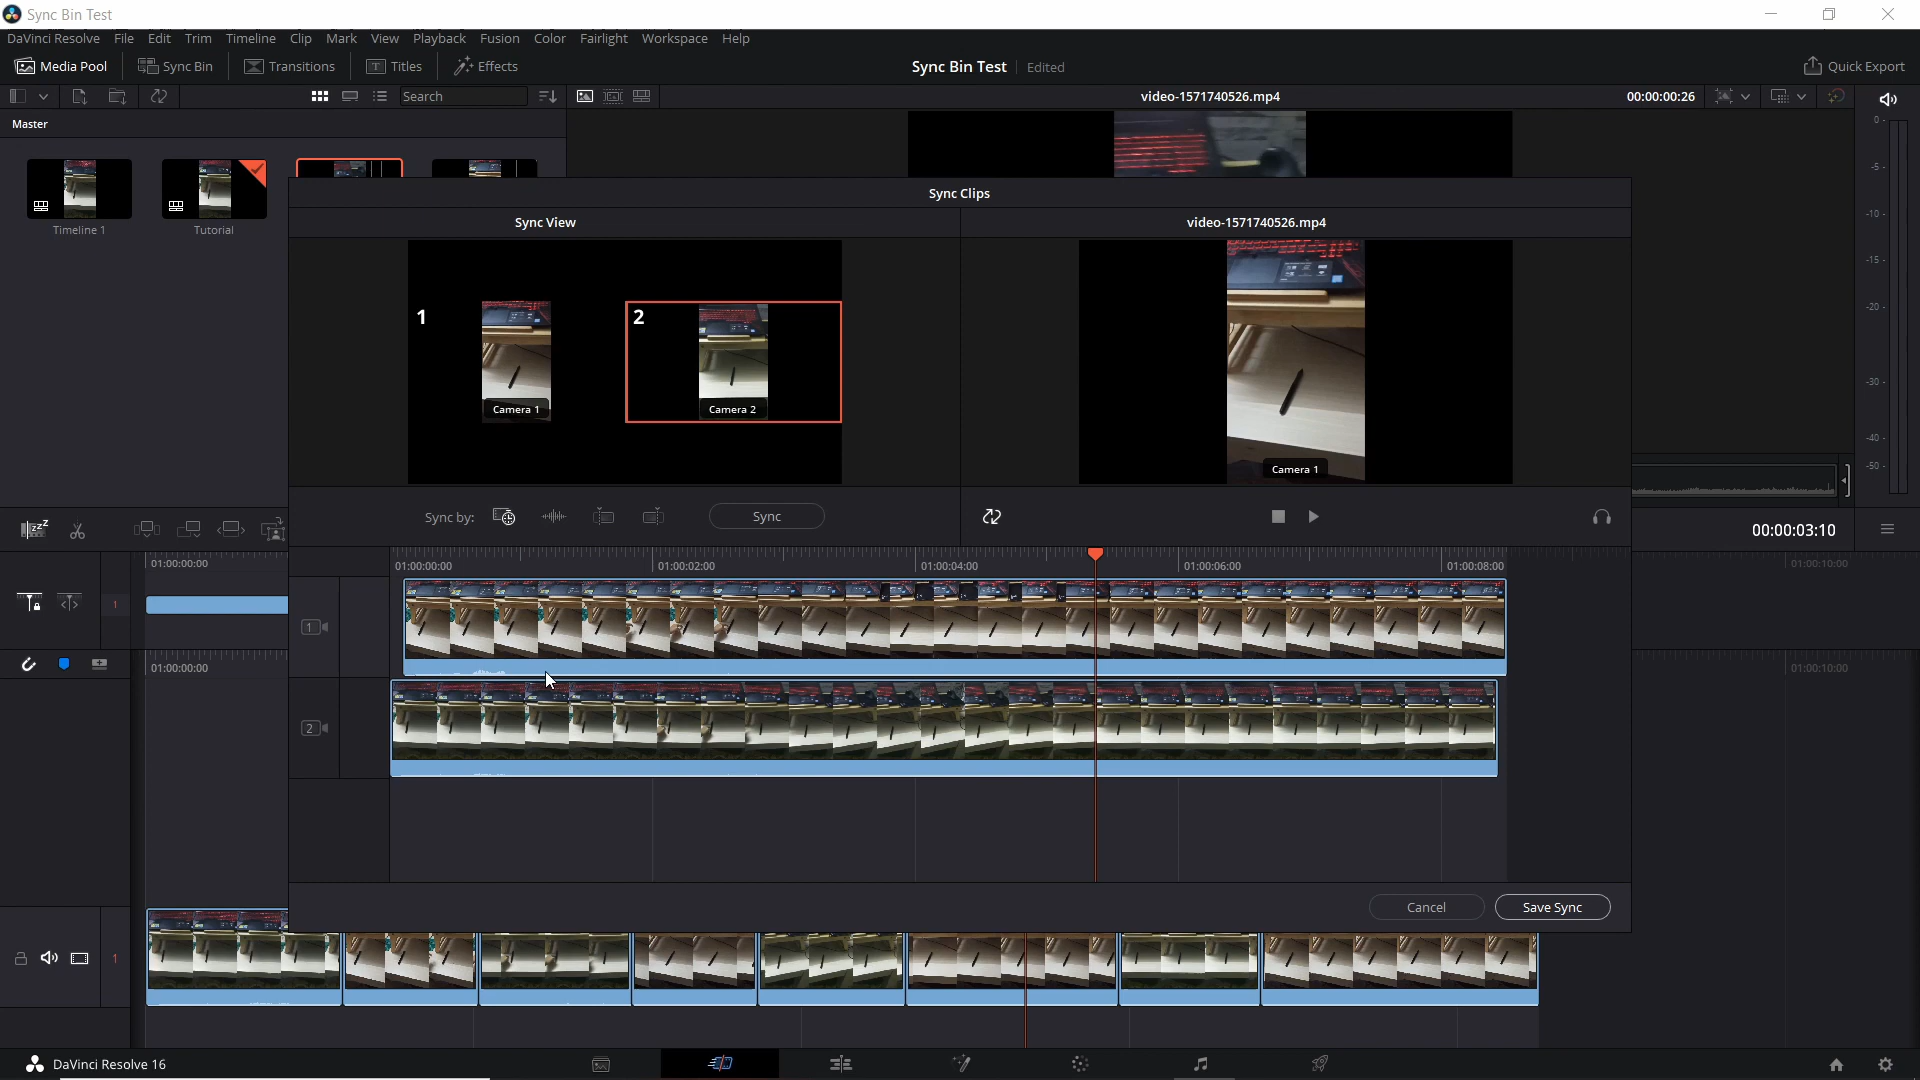 Sync Bin Test
DaVinci Resolve File Edit Trim Timeline Clip Mark View Playback Fusion Color Fairlight Workspace Help
Media Pool Sync Bin Transitions Titles Effects Sync Bin Test Edited Quick Export
Search video-1571740526.mp4 00:00:00:26
Master
0
-5
-10
-15
-20
-30
-40
-50
Timeline 1 Tutorial
Sync Clips
Sync View video-1571740526.mp4
1 2
Camera 1 Camera 2
Camera 1
Sync by: Sync
00:00:03:10
01:00:00:00 01:00:02:00 01:00:04:00 01:00:06:00 01:00:08:00
01:00:00:00 01:00:10:00
1 1
01:00:00:00 01:00:10:00
2
Cancel Save Sync
1
DaVinci Resolve 16